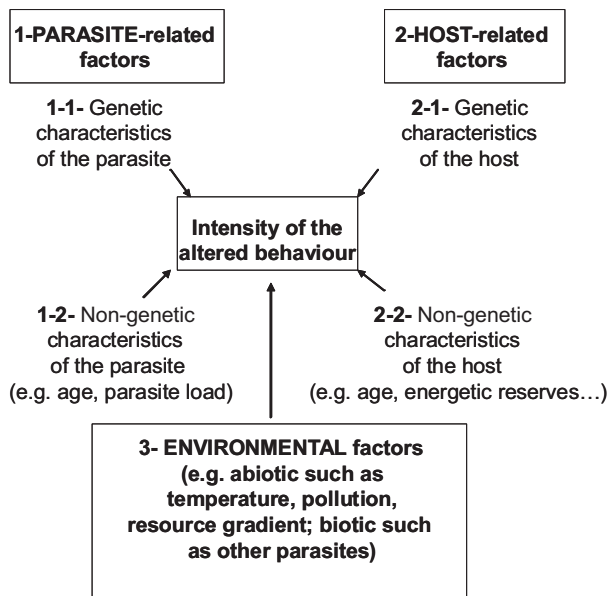 1-PARASITE-related
factors
2-HOST-related
factors
1-1- Genetic
characteristics
of the parasite
2-1- Genetic
characteristics
of the host
Intensity of the
altered behaviour
1-2- Non-genetic
characteristics
of the parasite
(e.g. age, parasite load)
2-2- Non-genetic
characteristics
of the host
(e.g. age, energetic reserves…)
3- ENVIRONMENTAL factors
(e.g. abiotic such as
temperature, pollution,
resource gradient; biotic such
as other parasites)